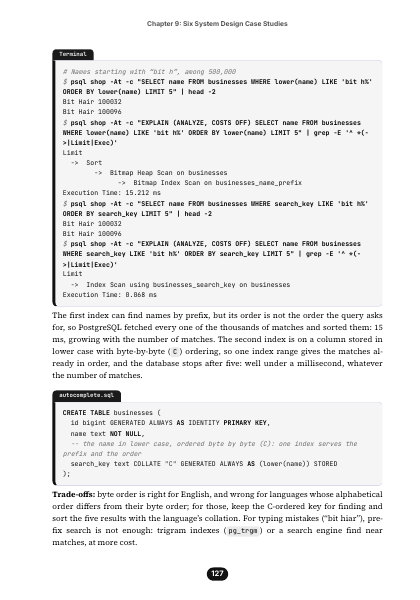 Chapter 9: Six System Design Case Studies
Terminal
# Names starting with "bit h", among 500,000
$ psql shop -At -c "SELECT name FROM businesses WHERE lower(name) LIKE 'bit h%'
ORDER BY lower(name) LIMIT 5" | head -2
Bit Hair 100032
Bit Hair 100096
$ psql shop -At -c "EXPLAIN (ANALYZE, COSTS OFF) SELECT name FROM businesses
WHERE lower(name) LIKE 'bit h%' ORDER BY lower(name) LIMIT 5" | grep -E '^ *(-
>|Limit|Exec)'
Limit
->  Sort
->  Bitmap Heap Scan on businesses
->  Bitmap Index Scan on businesses_name_prefix
Execution Time: 15.212 ms
$ psql shop -At -c "SELECT name FROM businesses WHERE search_key LIKE 'bit h%'
ORDER BY search_key LIMIT 5" | head -2
Bit Hair 100032
Bit Hair 100096
$ psql shop -At -c "EXPLAIN (ANALYZE, COSTS OFF) SELECT name FROM businesses
WHERE search_key LIKE 'bit h%' ORDER BY search_key LIMIT 5" | grep -E '^ *(-
>|Limit|Exec)'
Limit
->  Index Scan using businesses_search_key on businesses
Execution Time: 0.068 ms
The first index can find names by prefix, but its order is not the order the query asks
for, so PostgreSQL fetched every one of the thousands of matches and sorted them: 15
ms, growing with the number of matches. The second index is on a column stored in
lower case with byte-by-byte (C) ordering, so one index range gives the matches al-
ready in order, and the database stops after five: well under a millisecond, whatever
the number of matches.
autocomplete.sql
CREATE TABLE businesses (
id bigint GENERATED ALWAYS AS IDENTITY PRIMARY KEY,
name text NOT NULL,
-- the name in lower case, ordered byte by byte (C): one index serves the
prefix and the order
search_key text COLLATE "C" GENERATED ALWAYS AS (lower(name)) STORED
);
Trade-offs: byte order is right for English, and wrong for languages whose alphabetical
order differs from their byte order; for those, keep the C-ordered key for finding and
sort the five results with the language's collation. For typing mistakes ("bit hiar"), pre-
fix search is not enough: trigram indexes (pg_trgm) or a search engine find near
matches, at more cost.
127